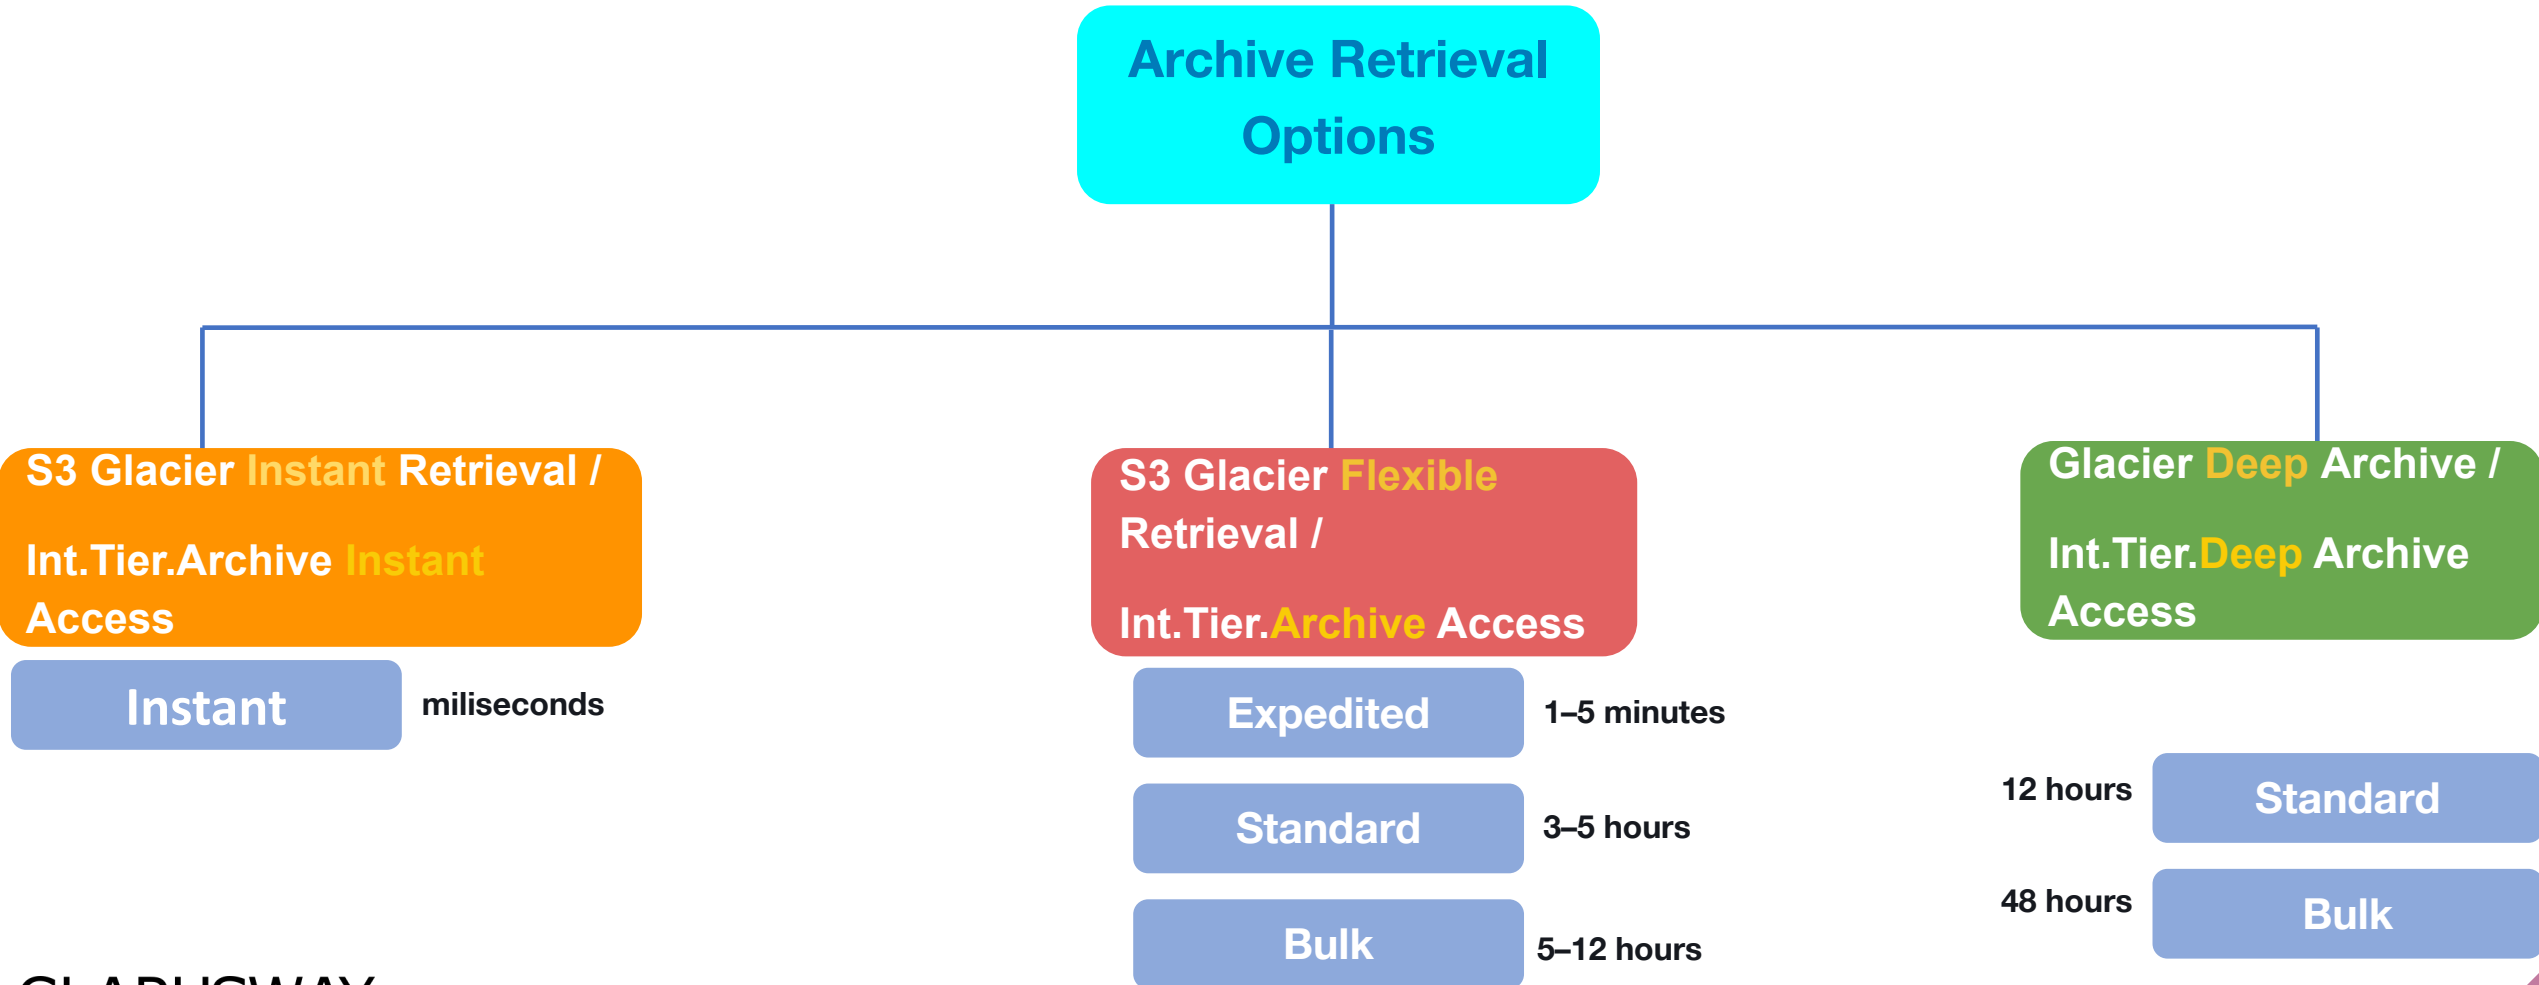 Archive Retrieval
Options
S3 Glacier Instant Retrieval /
Int.Tier.Archive Instant
Access
Instant
miliseconds
S3 Glacier Flexible
Retrieval /
Int.Tier.Archive Access
Expedited
1–5 minutes
Standard
3–5 hours
Bulk
5–12 hours
Glacier Deep Archive /
Int.Tier.Deep Archive
Access
12 hours
Standard
48 hours
Bulk
CLARUSWAY